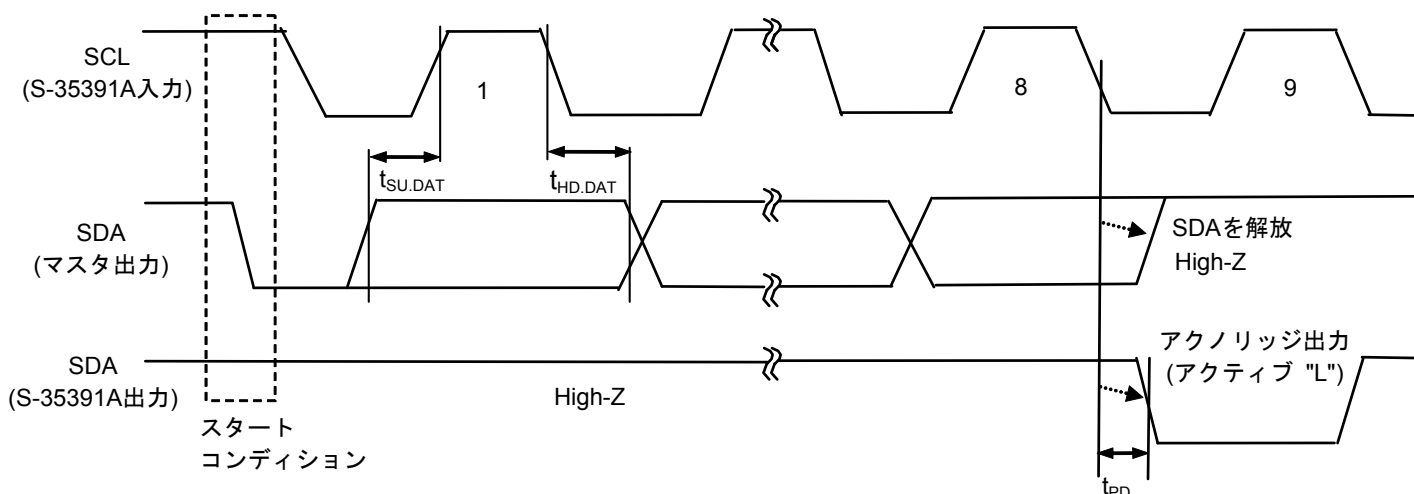 SCL
(S-35391A入力)
1
8
9
tSU.DAT
tHD.DAT
SDA
(マスタ出力)
SDAを解放
High-Z
SDA
(S-35391A出力)
High-Z
アクノリッジ出力
(アクティブ "L")
スタート
コンディション
tPD